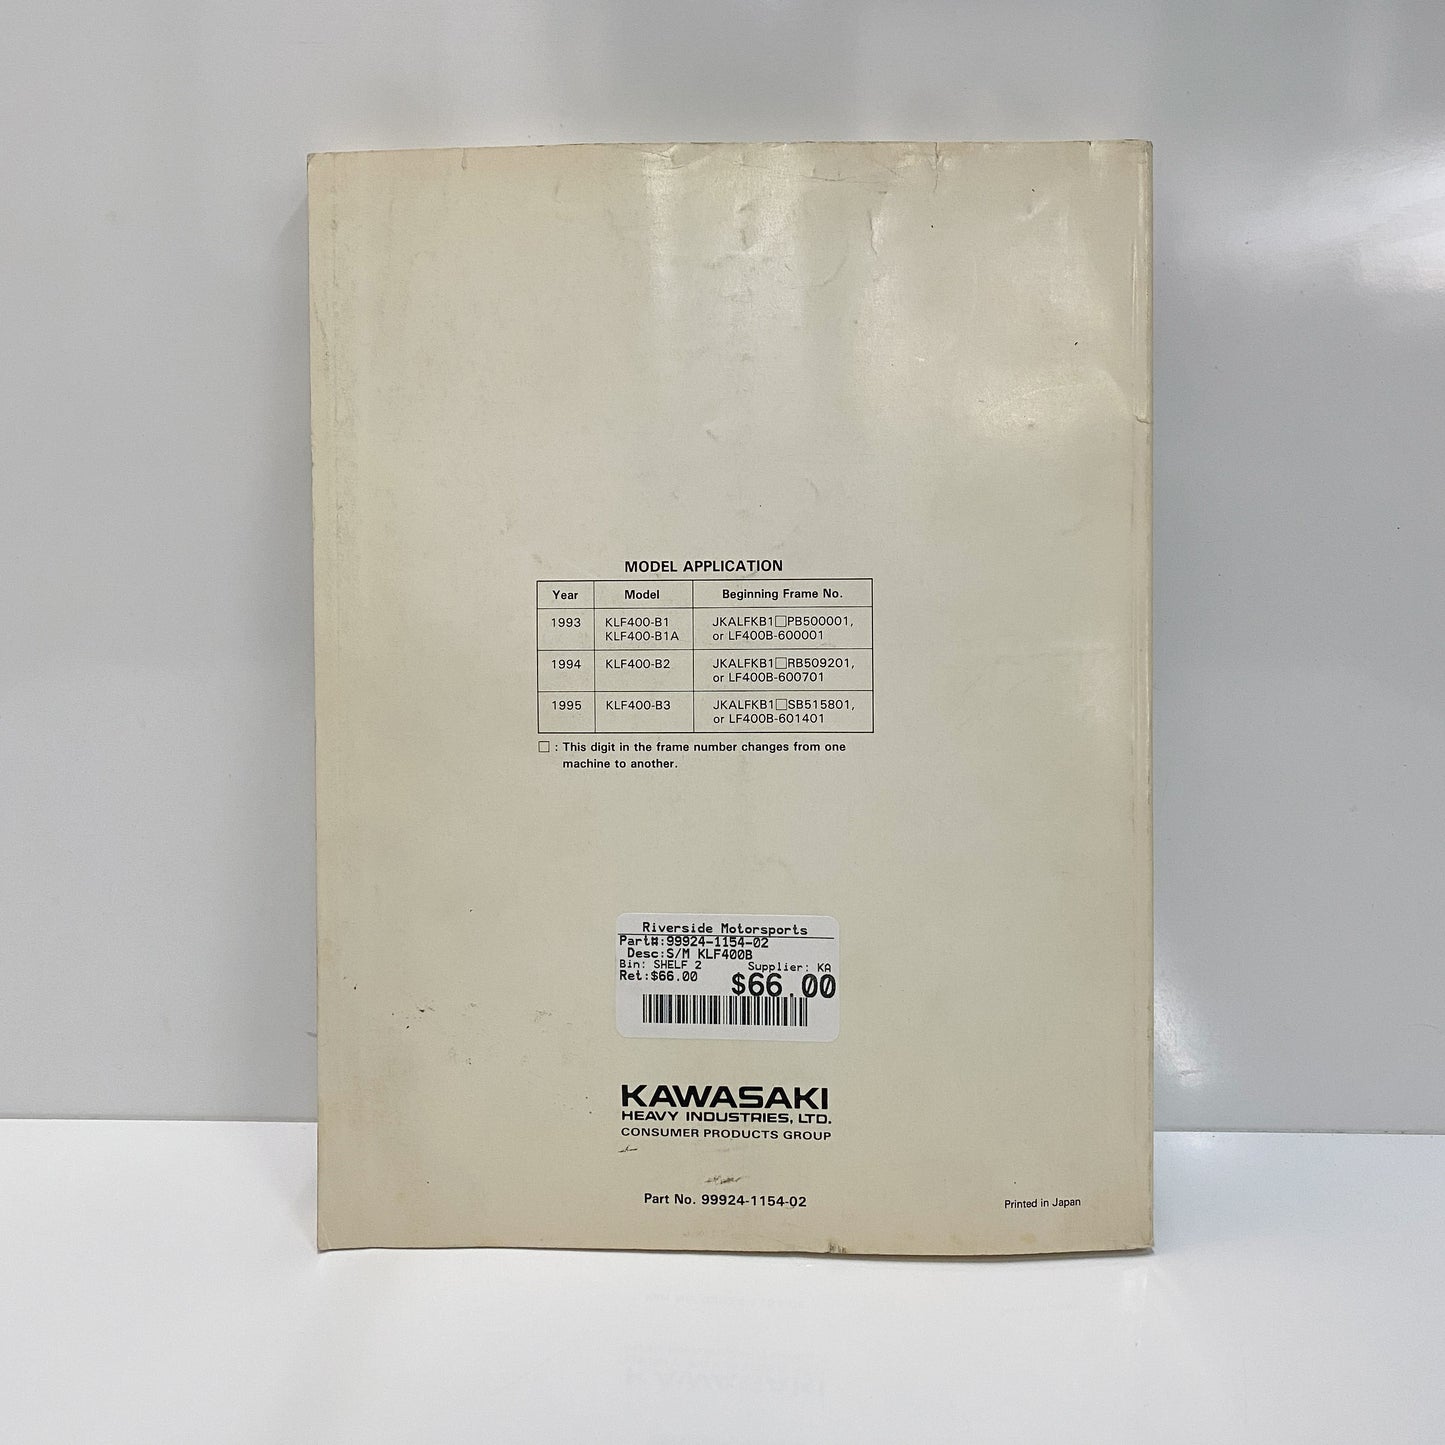 MODEL APPLICATION
Year Model Beginning Frame No.
1993 KLF400-B1 JKALFKB1□PB500001,
KLF400-B1A or LF400B-600001
1994 KLF400-B2 JKALFKB1□RB509201,
or LF400B-600701
1995 KLF400-B3 JKALFKB1□SB515801,
or LF400B-601401
□ : This digit in the frame number changes from one
machine to another.
Riverside Motorsports
Part#:99924-1154-02
Desc:S/M KLF400B
Bin: SHELF 2 Supplier: KA
Ret:$66.00 $66.00
KAWASAKI
HEAVY INDUSTRIES, LTD.
CONSUMER PRODUCTS GROUP
Part No. 99924-1154-02
Printed in Japan